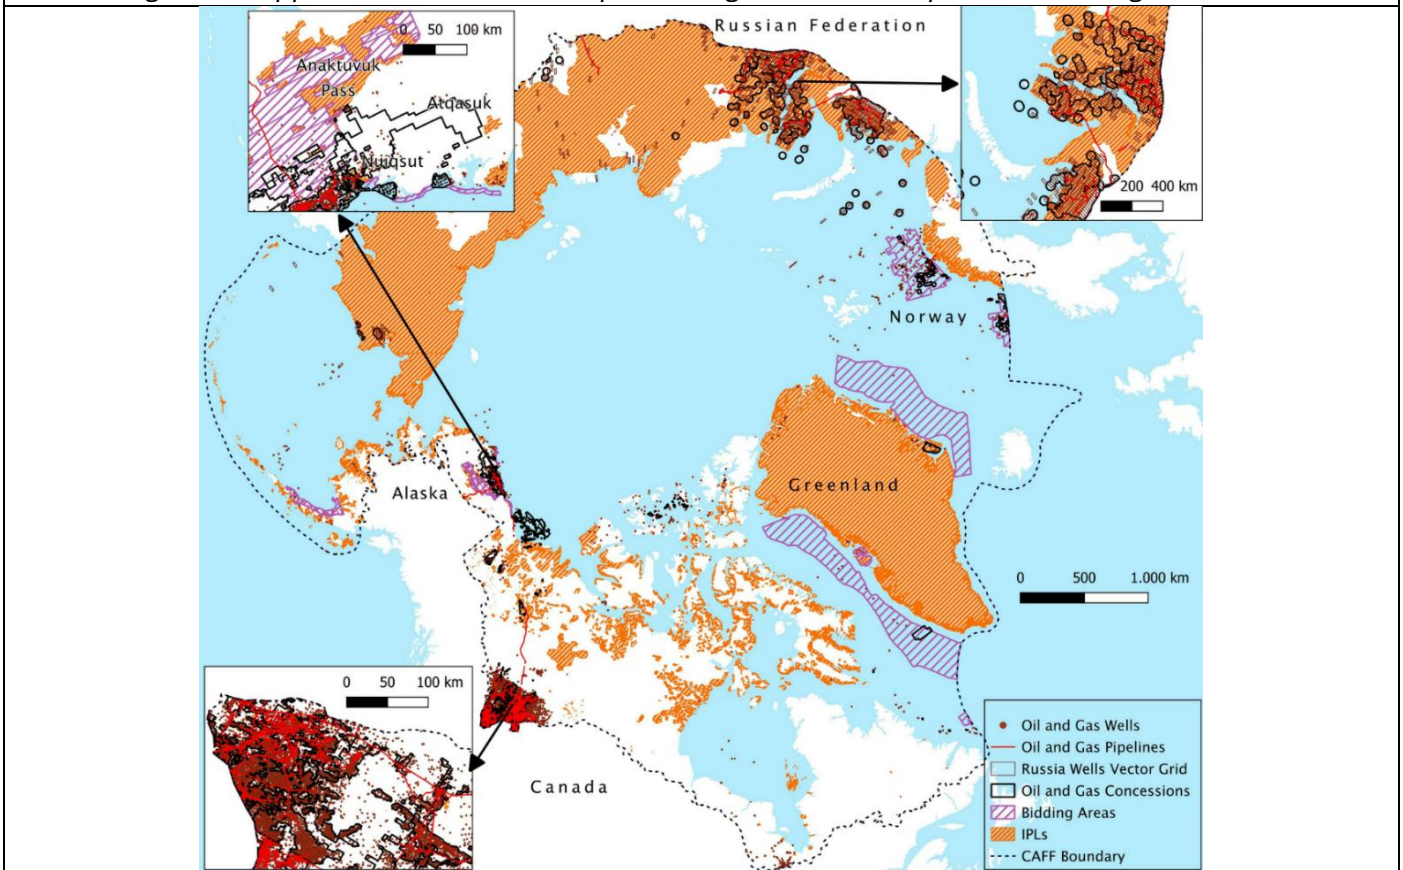 Russian Federation
0 50 100 km
Anaktuvuk
Pass
Atqasuk
Nuiqsut
0 200 400 km
Norway
Alaska
Greenland
0 500 1.000 km
0 50 100 km
Canada
Oil and Gas Wells
Oil and Gas Pipelines
Russia Wells Vector Grid
Oil and Gas Concessions
Bidding Areas
IPLs
CAFF Boundary